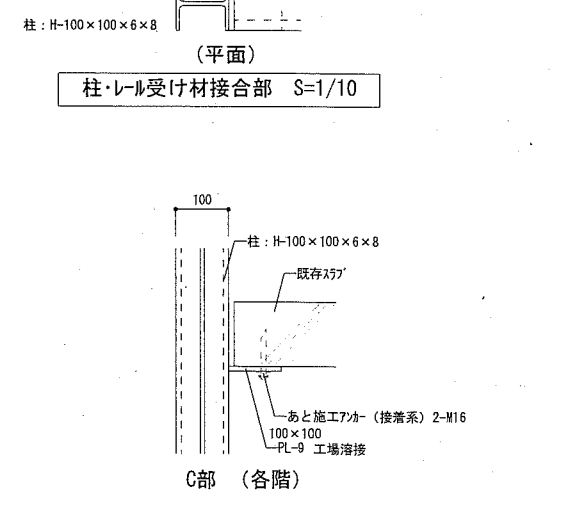 柱：H-100×100×6×8
(平面)
柱・レール受け材接合部　S=1/10
100
柱：H-100×100×6×8
既存スラブ
あと施工アンカー（接着系）2-M16
100×100
PL-9 工場溶接
C部　(各階)